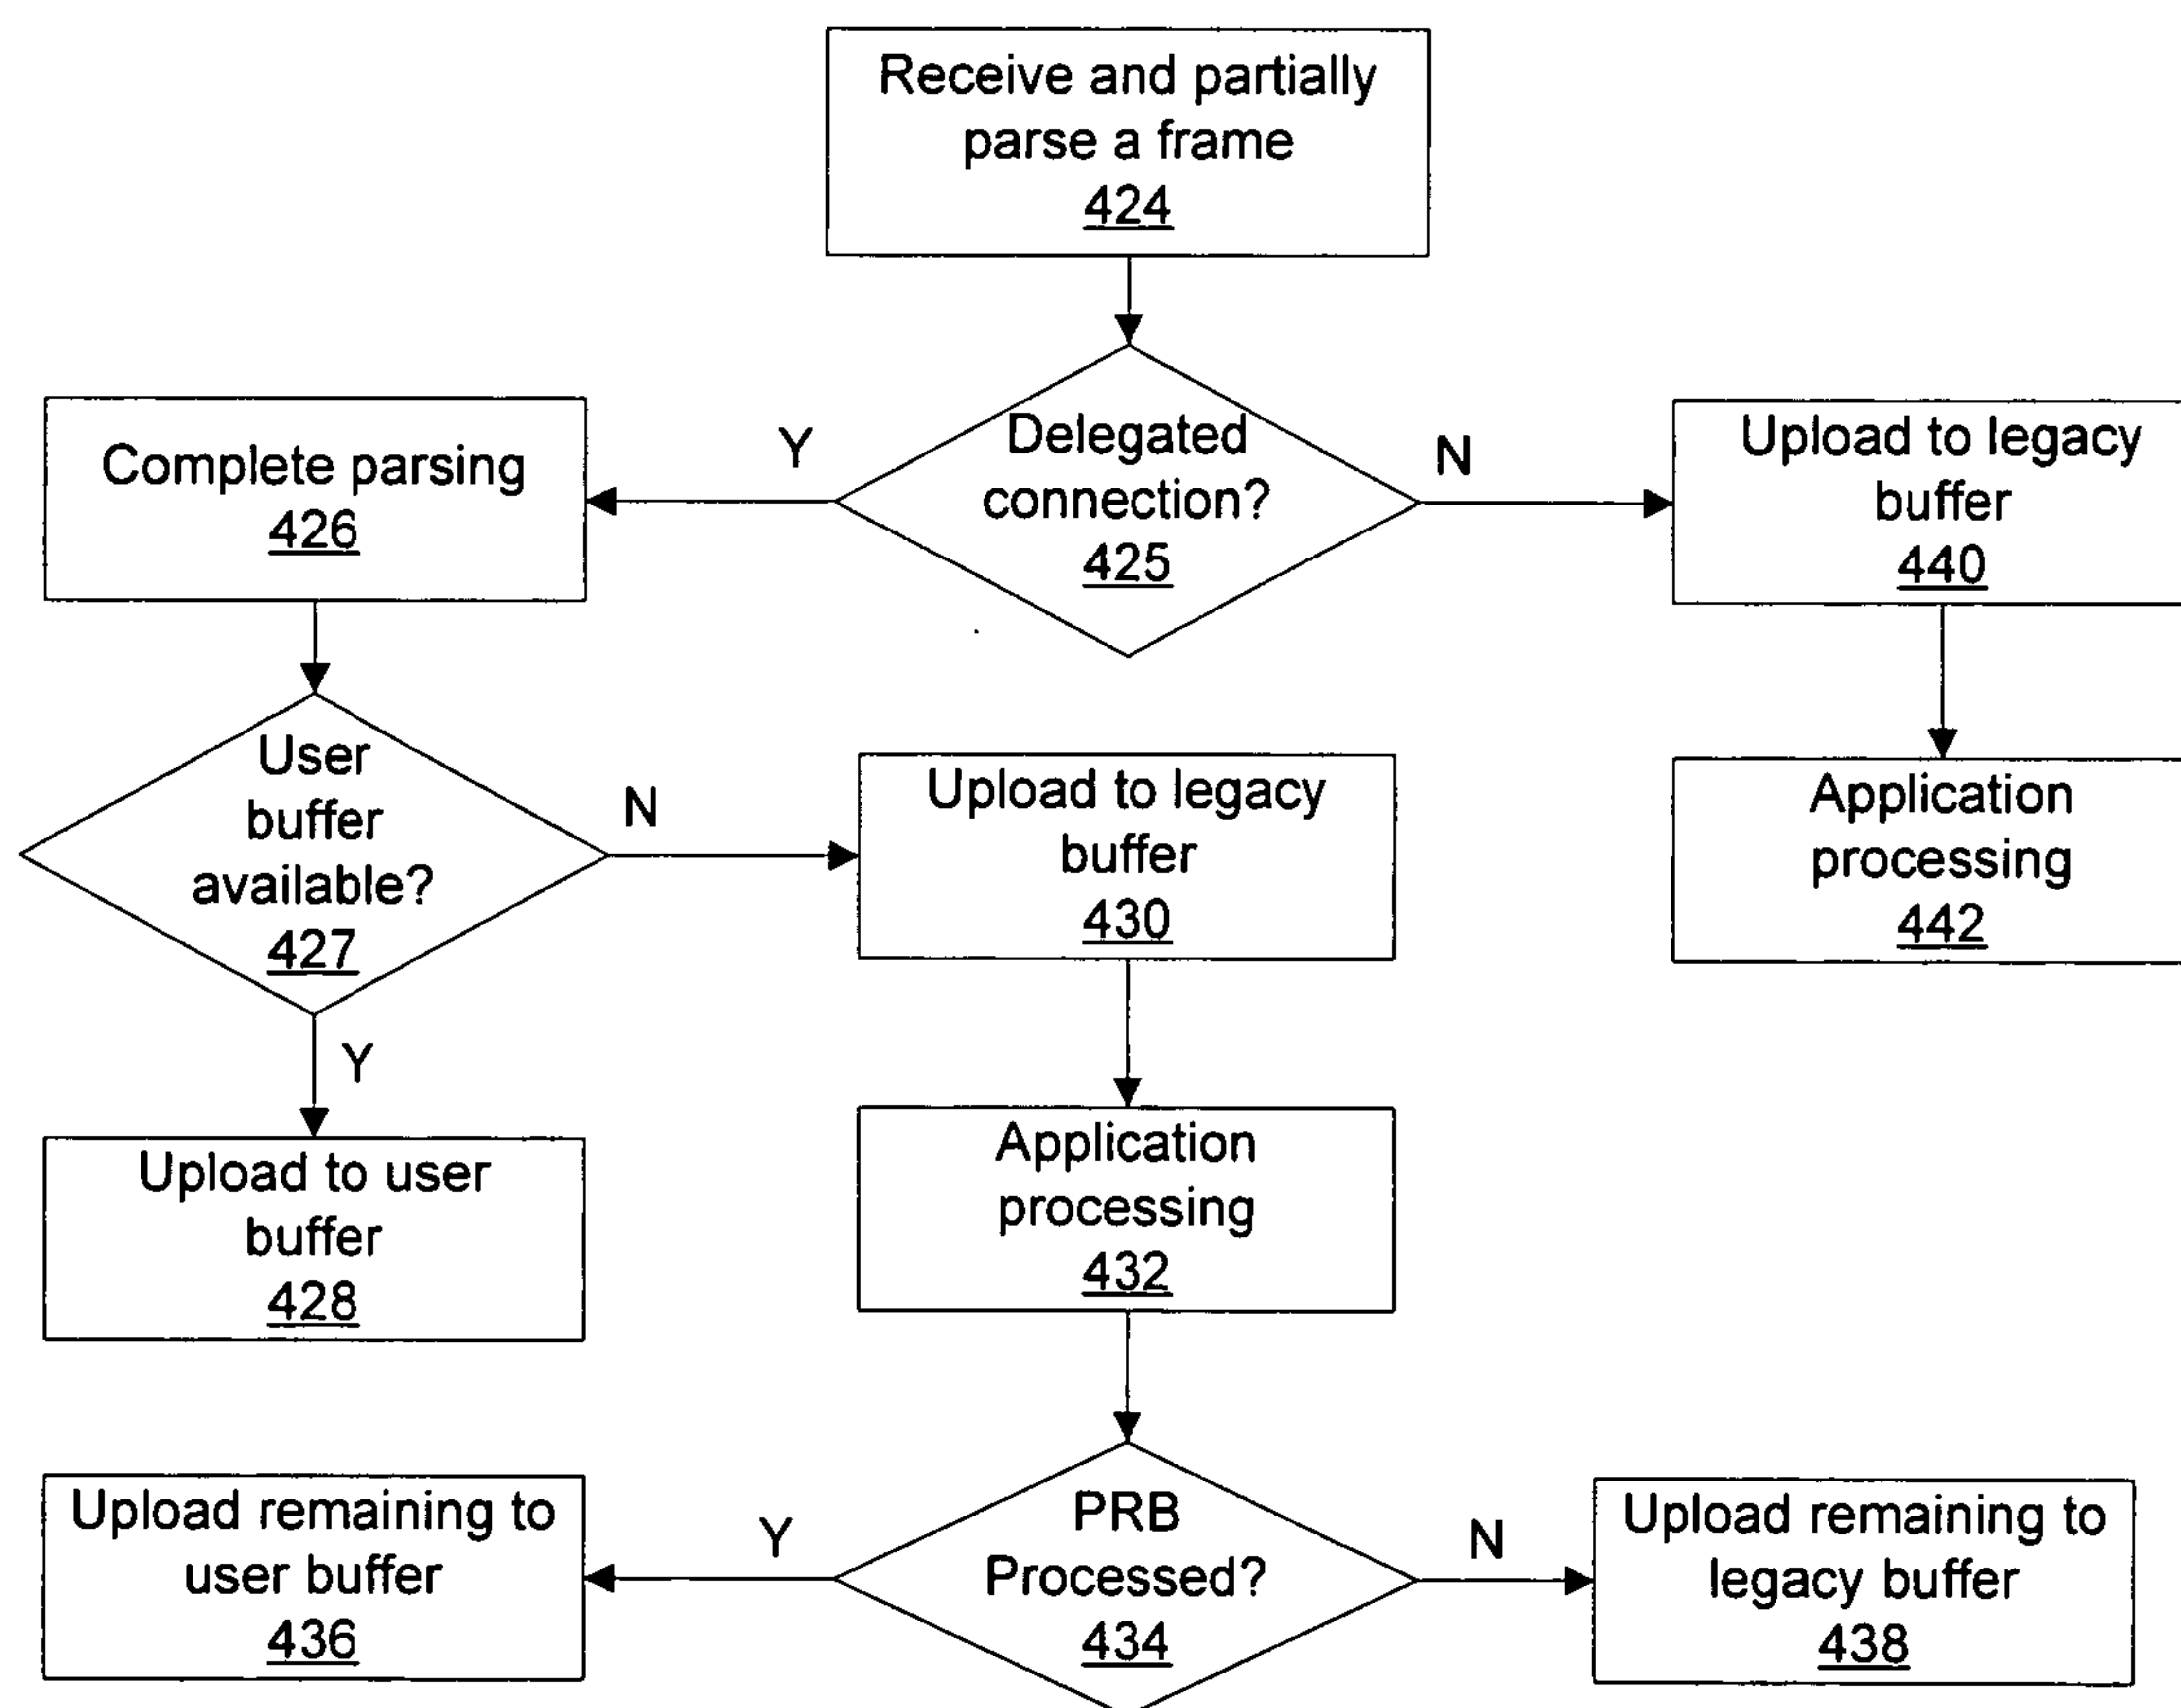 Receive and partially
parse a frame
424
Delegated
connection?
425
Y
N
Complete parsing
426
Upload to legacy
buffer
440
User
buffer
available?
427
N
Y
Upload to legacy
buffer
430
Application
processing
442
Upload to user
buffer
428
Application
processing
432
PRB
Processed?
434
Y
N
Upload remaining to
user buffer
436
Upload remaining to
legacy buffer
438